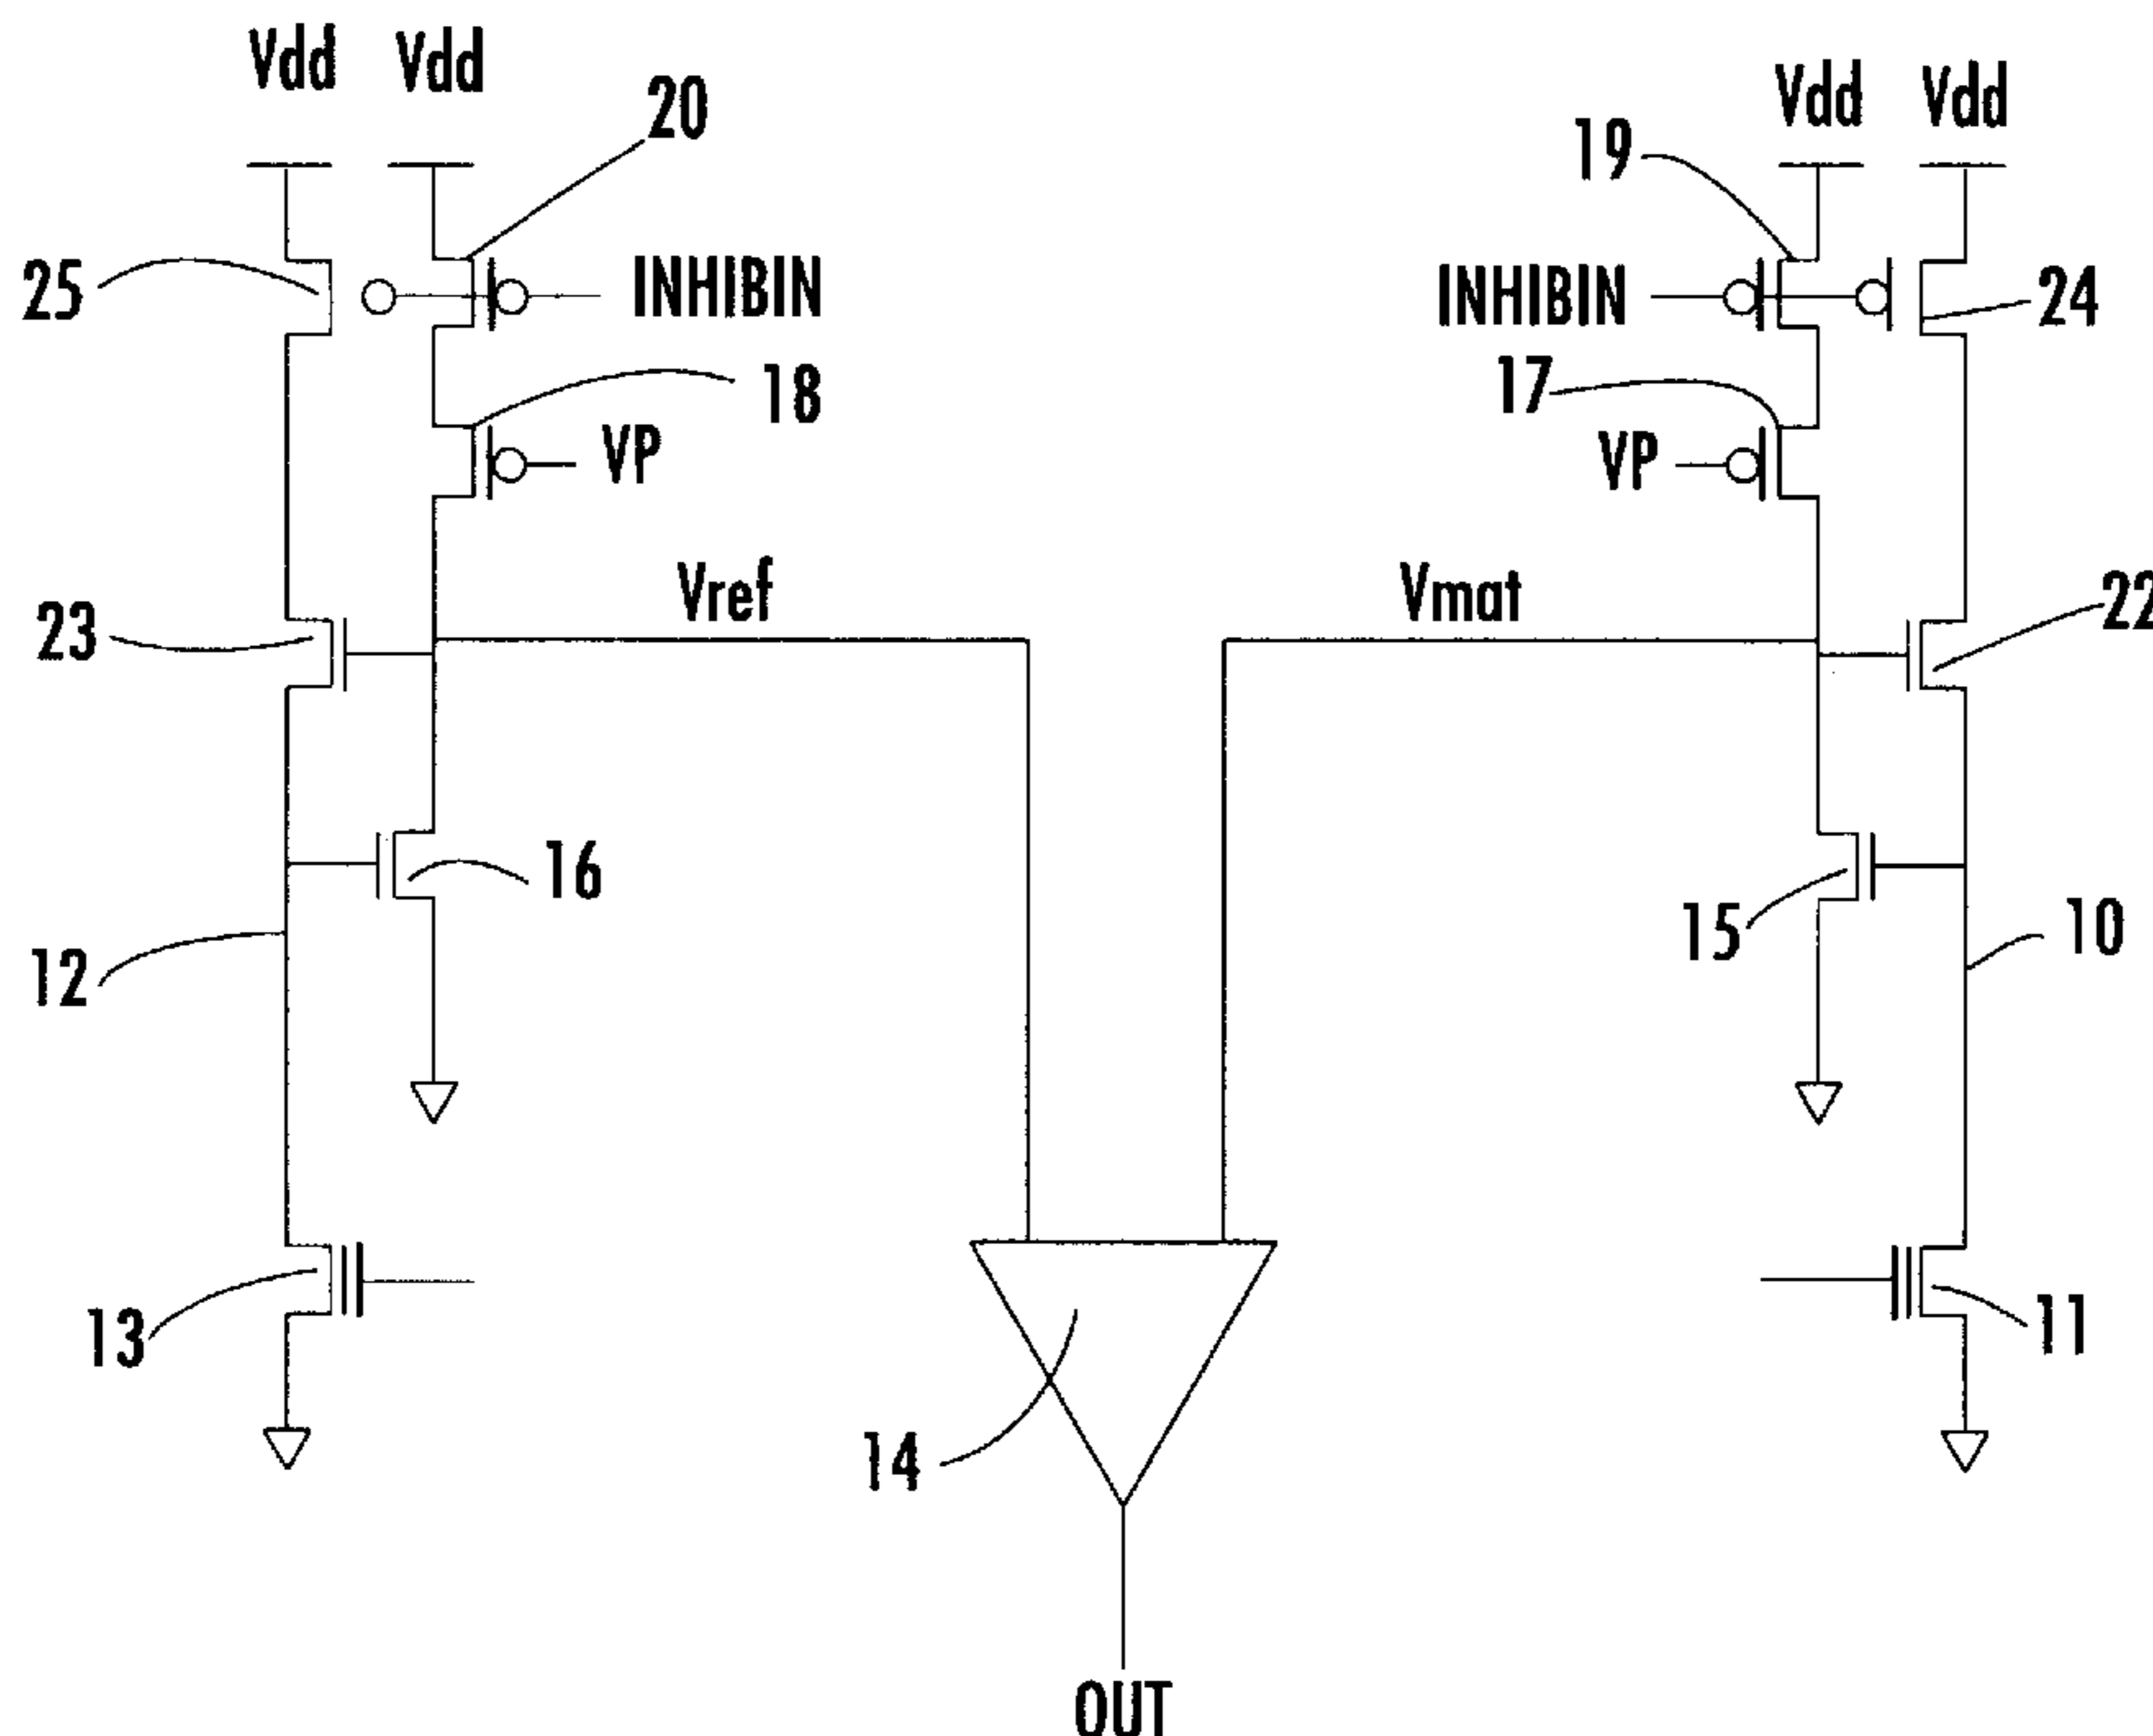 Vdd Vdd
20
Vdd Vdd
19
25
INHIBIN
INHIBIN
24
18
17
VP
VP
Vref
Vmat
23
22
16
15
12
10
13
11
14
OUT